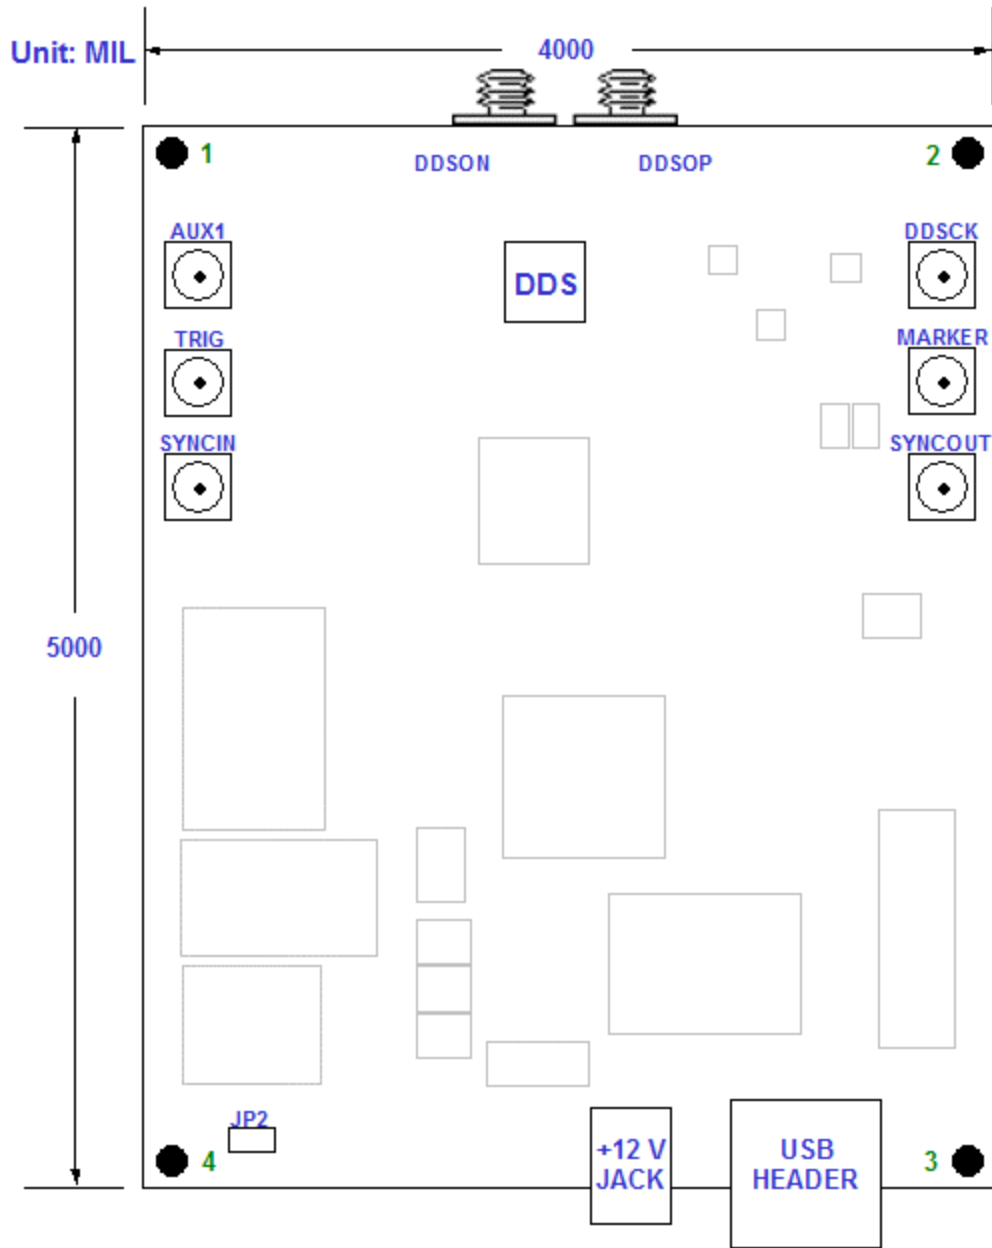 Unit: MIL
4000
DDSON
DDSOP
1
2
AUX1
DDSCK
DDS
TRIG
MARKER
SYNCIN
SYNCOUT
5000
JP2
+12 V
JACK
USB
HEADER
4
3